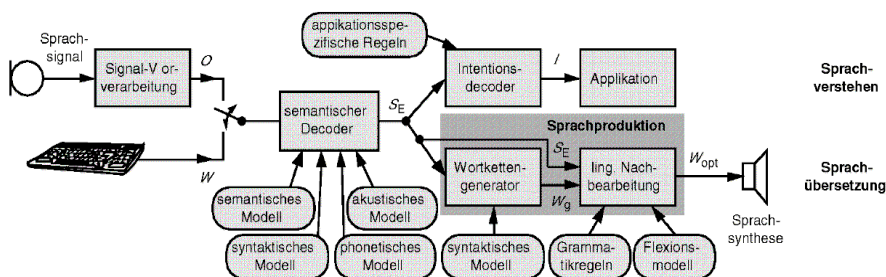 Sprach-
signal
Signal-V or-
verarbeitung
O
W
semantischer
Decoder
S_E
appikationsspe-
zifische Regeln
Intentions-
decoder
I
Applikation
Sprach-
verstehen
Sprachproduktion
S_E
Wortketten-
generator
W_g
ling. Nach-
bearbeitung
W_opt
Sprach-
synthese
Sprach-
übersetzung
semantisches
Modell
akustisches
Modell
syntaktisches
Modell
phonetisches
Modell
syntaktisches
Modell
Gramma-
tikregeln
Flexions-
modell